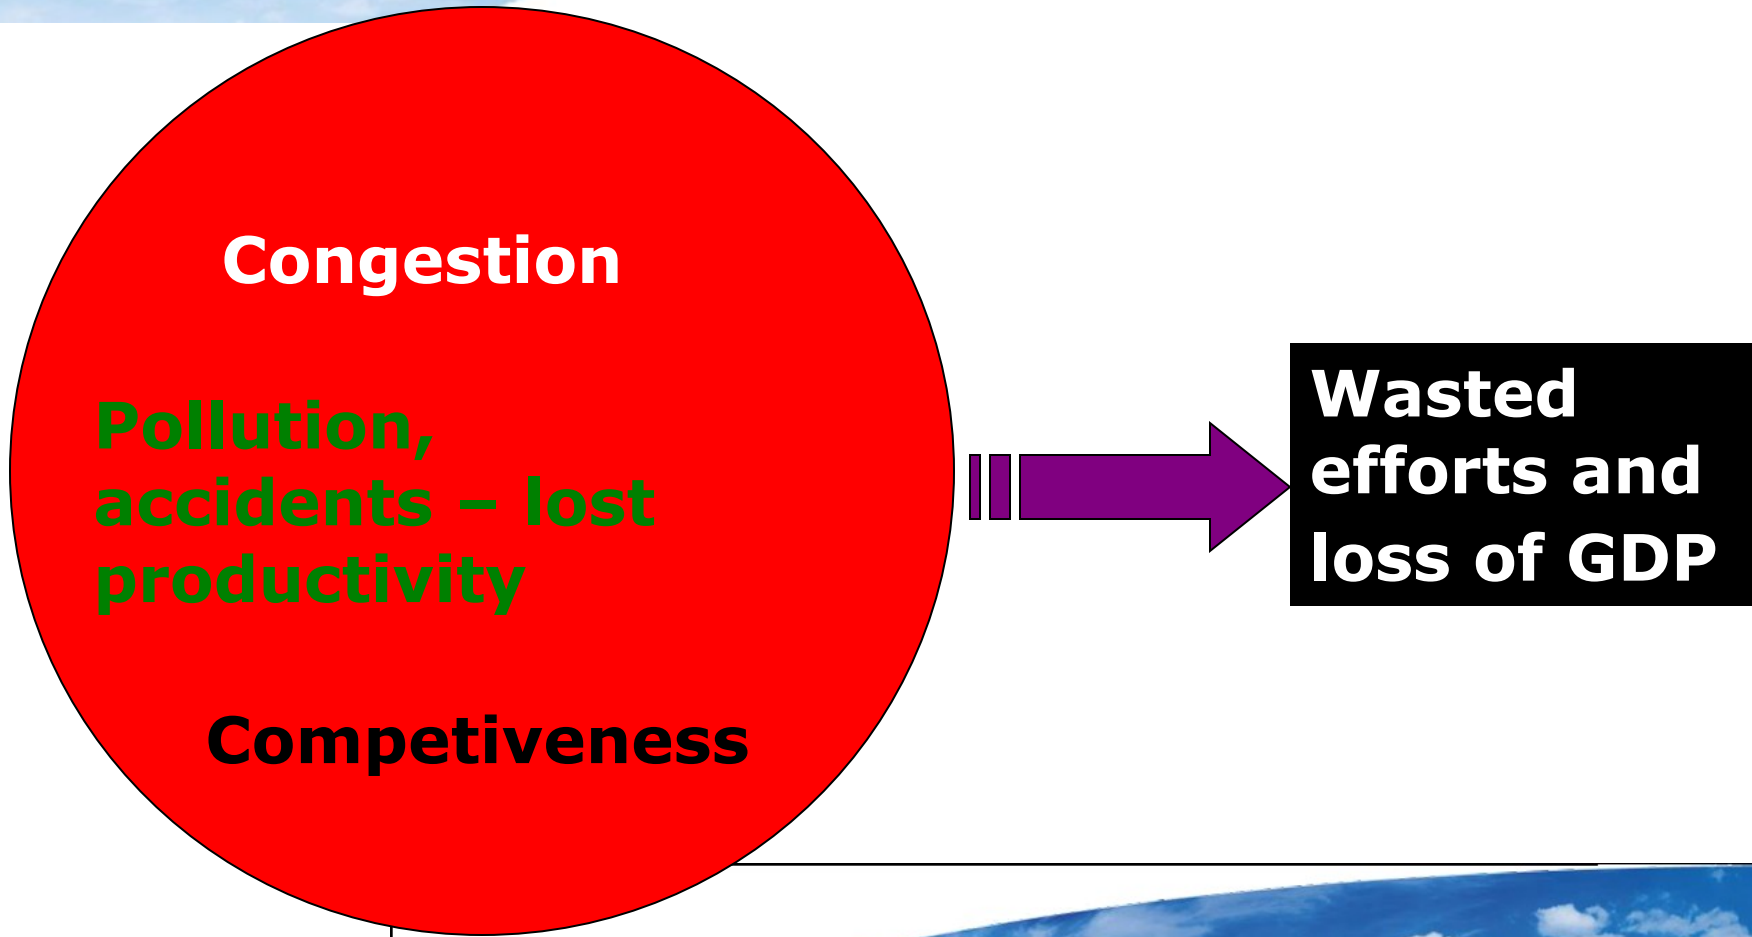 Congestion
Pollution,
accidents – lost
productivity
Competiveness
Wasted
efforts and
loss of GDP